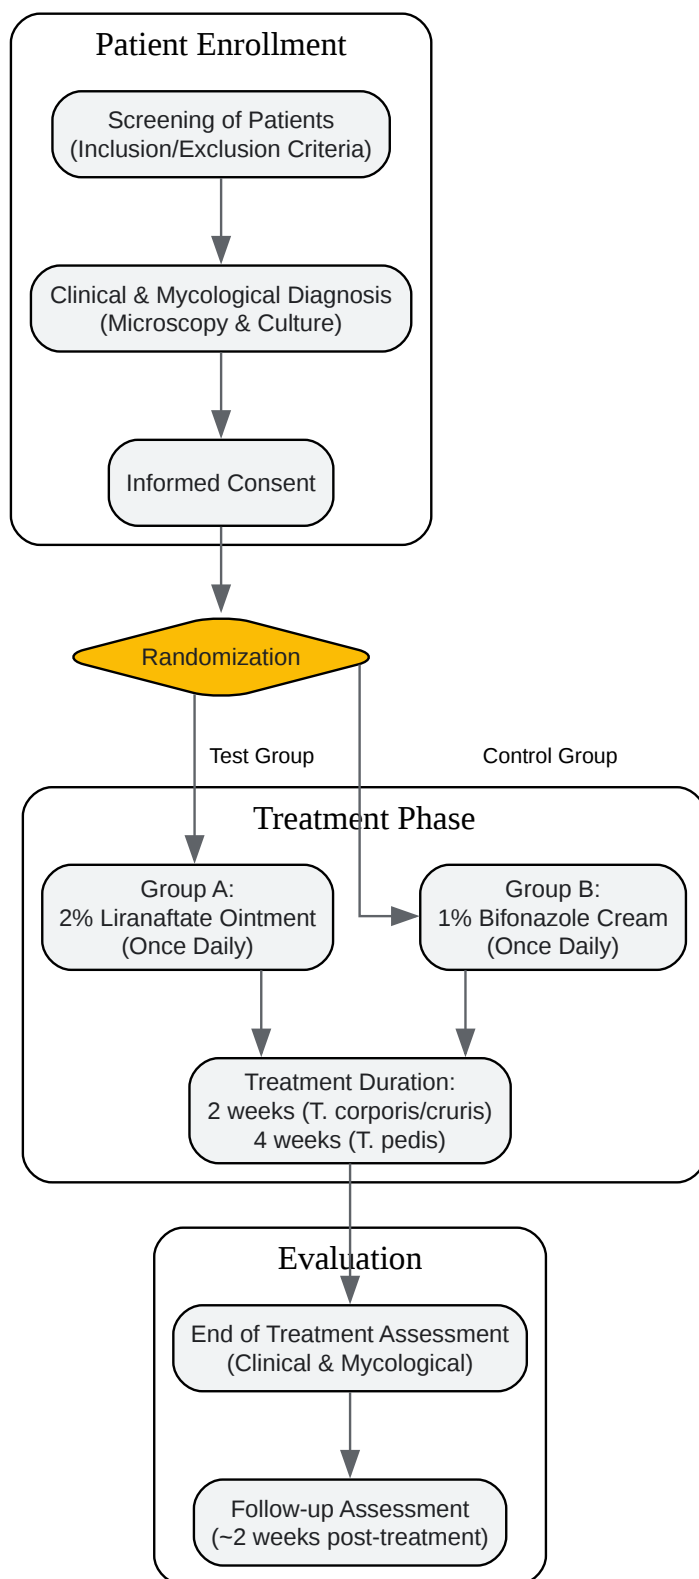 Patient Enrollment
Screening of Patients
(Inclusion/Exclusion Criteria)
Clinical & Mycological Diagnosis
(Microscopy & Culture)
Informed Consent
Randomization
Test Group
Control Group
Treatment Phase
Group A:
2% Liranaftate Ointment
(Once Daily)
Group B:
1% Bifonazole Cream
(Once Daily)
Treatment Duration:
2 weeks (T. corporis/cruris)
4 weeks (T. pedis)
Evaluation
End of Treatment Assessment
(Clinical & Mycological)
Follow-up Assessment
(~2 weeks post-treatment)